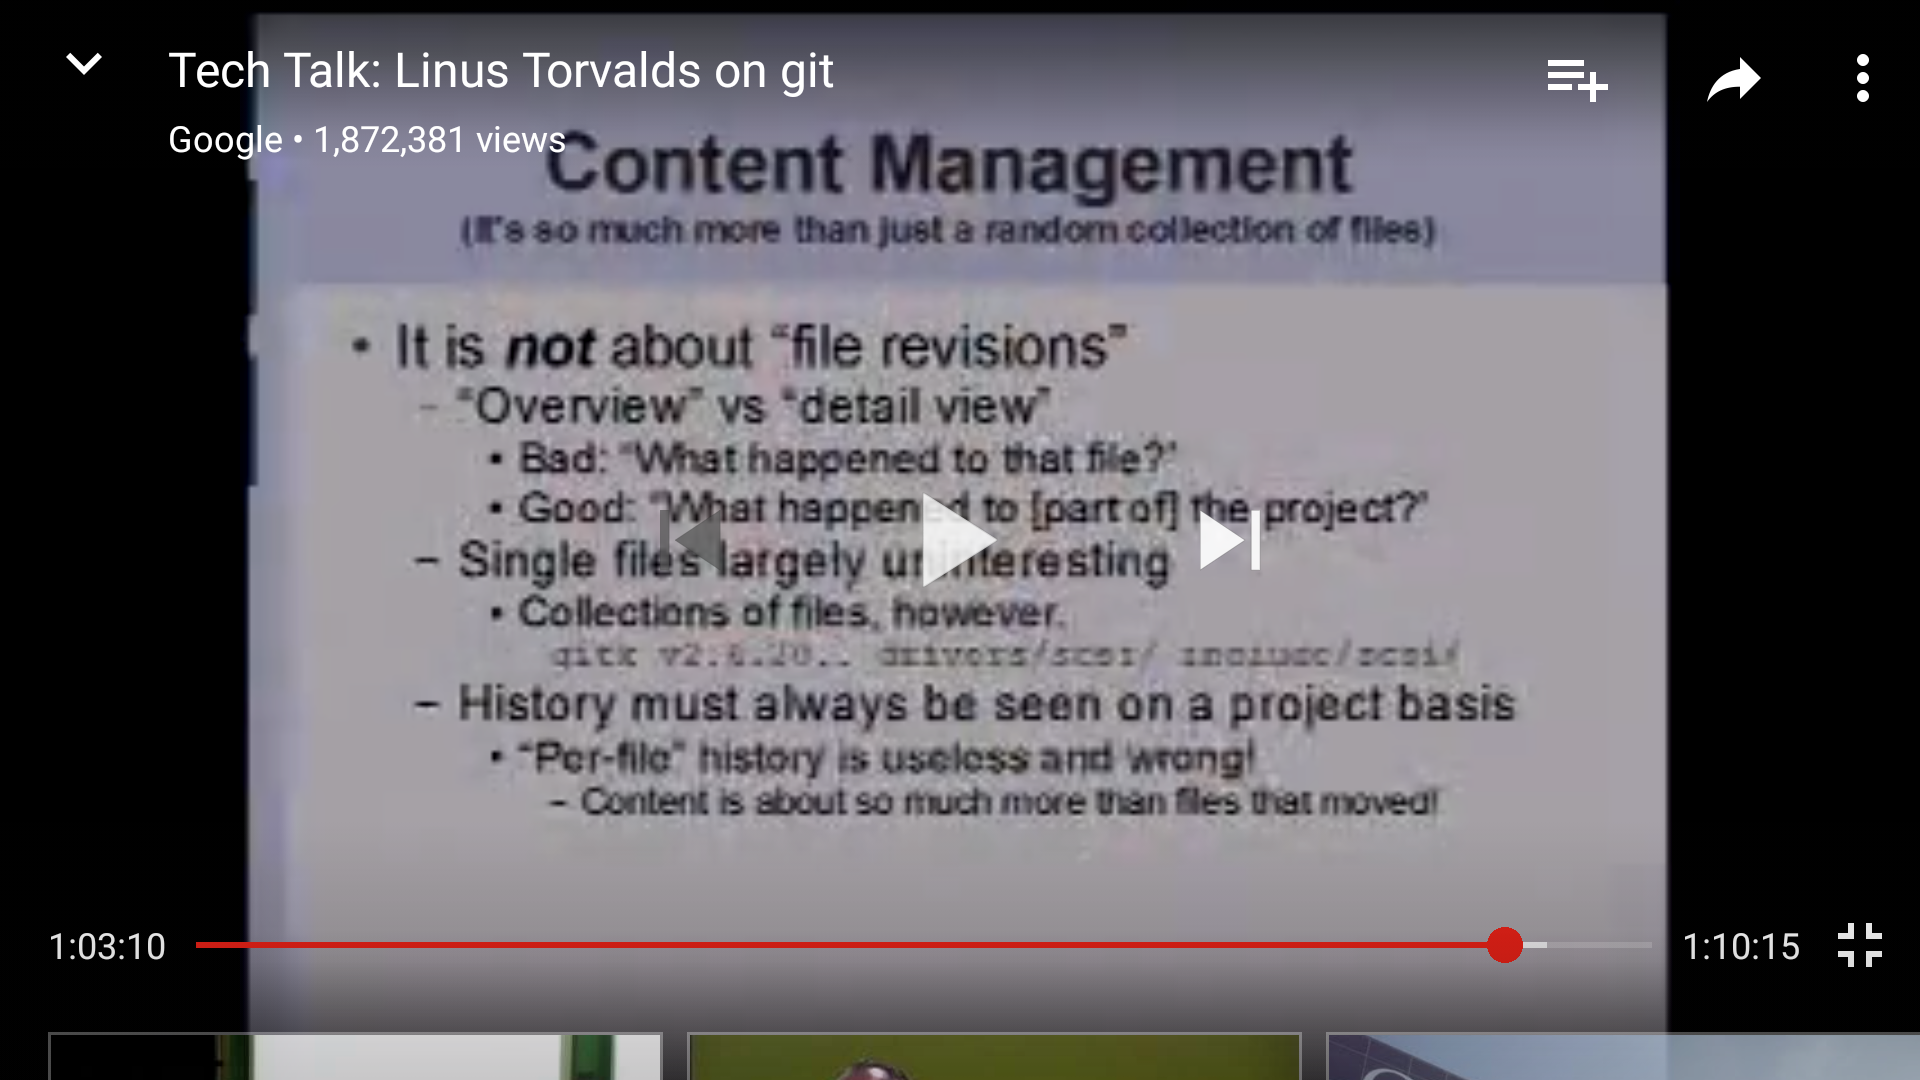 Tech Talk: Linus Torvalds on git
Google • 1,872,381 views
Content Management
(It's so much more than just a random collection of files)
• It is not about “file revisions”
– “Overview” vs “detail view”
• Bad: “What happened to that file?”
• Good: “What happened to [part of] the project?”
– Single files largely uninteresting
• Collections of files, however.
gitk v2.6.20.. drivers/scsi/ include/scsi/
– History must always be seen on a project basis
• “Per-file” history is useless and wrong!
– Content is about so much more than files that moved!
1:03:10
1:10:15